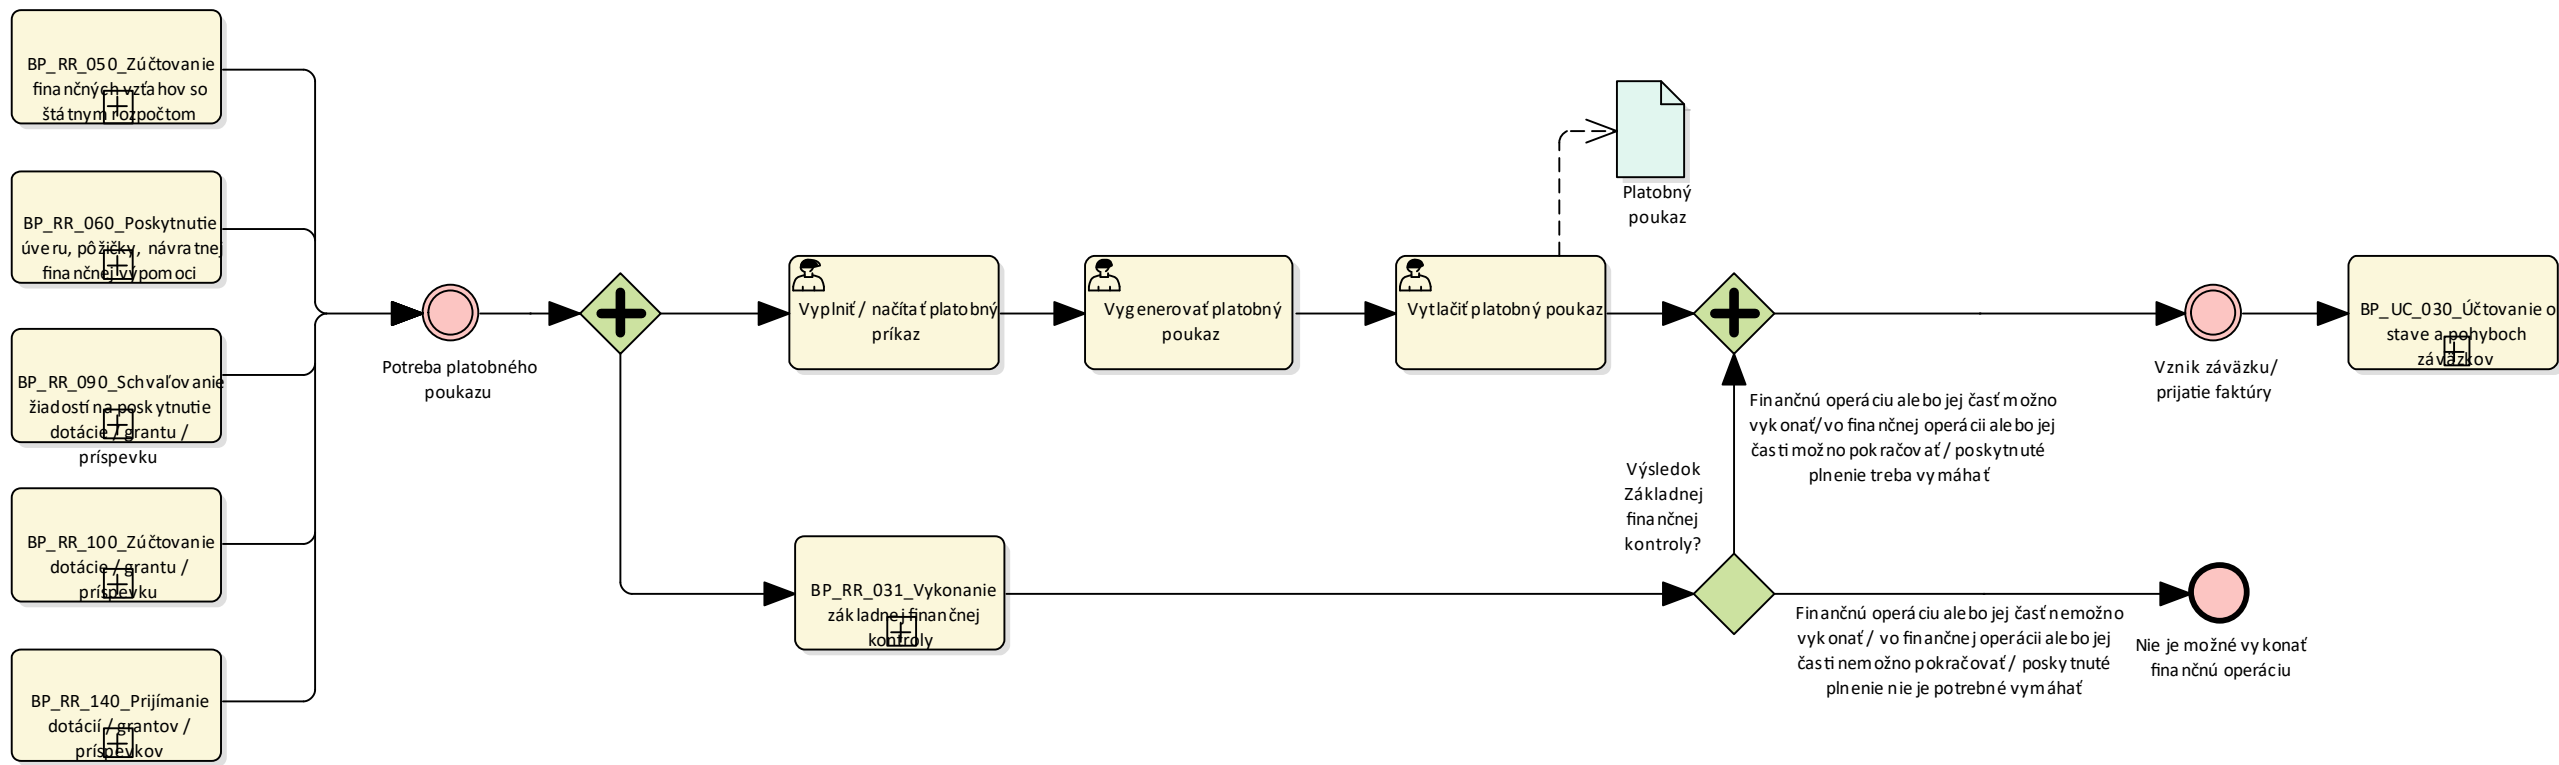 BP_RR_050_Zúčtovanie
finančných vzťahov so
štátnym rozpočtom
BP_RR_060_Poskytnutie
úveru, pôžičky, návratnej
finančnej výpomoci
BP_RR_090_Schvaľovanie
žiadostí na poskytnutie
dotácie / grantu /
príspevku
BP_RR_100_Zúčtovanie
dotácie / grantu /
príspevku
BP_RR_140_Prijímanie
dotácií / grantov /
príspevkov
Potreba platobného
poukazu
Vyplniť / načítať platobný
príkaz
Vygenerovať platobný
poukaz
Vytlačiť platobný poukaz
Platobný
poukaz
BP_RR_031_Vykonanie
základnej finančnej
kontroly
Výsledok
Základnej
finančnej
kontroly?
Finančnú operáciu alebo jej časť možno
vykonať/ vo finančnej operácii alebo jej
časti možno pokračovať / poskytnuté
plnenie treba vymáhať
Finančnú operáciu alebo jej časť nemožno
vykonať / vo finančnej operácii alebo jej
časti nemožno pokračovať / poskytnuté
plnenie nie je potrebné vymáhať
Vznik záväzku/
prijatie faktúry
BP_UC_030_Účtovanie o
stave a pohyboch
záväzkov
Nie je možné vykonať
finančnú operáciu